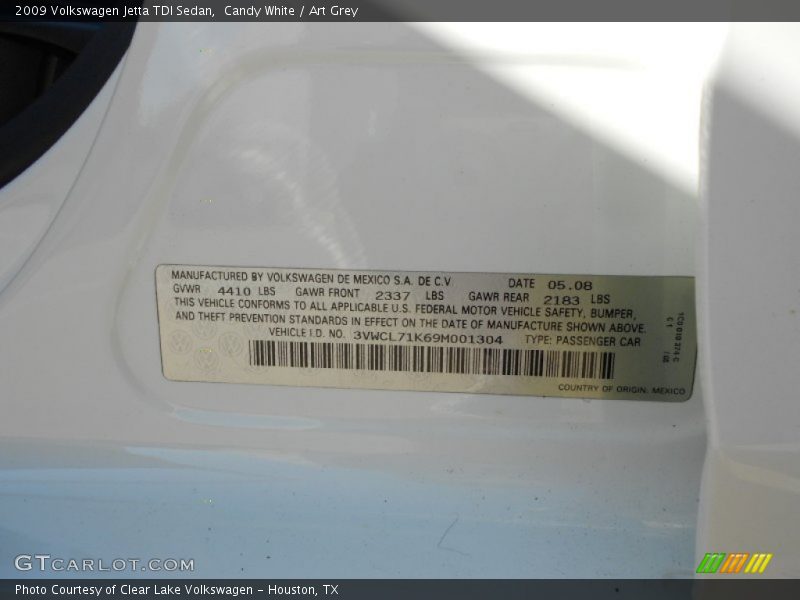 2009 Volkswagen Jetta TDI Sedan,  Candy White / Art Grey
MANUFACTURED BY VOLKSWAGEN DE MEXICO S.A. DE C.V   DATE   05.08
GVWR   4410 LBS   GAWR FRONT   2337   LBS   GAWR REAR   2183   LBS
THIS VEHICLE CONFORMS TO ALL APPLICABLE U.S. FEDERAL MOTOR VEHICLE SAFETY, BUMPER,
AND THEFT PREVENTION STANDARDS IN EFFECT ON THE DATE OF MANUFACTURE SHOWN ABOVE.
VEHICLE I.D. NO.   3VWCL71K69M001304   TYPE: PASSENGER CAR
COUNTRY OF ORIGIN: MEXICO
GTCARLOT.COM
Photo Courtesy of Clear Lake Volkswagen - Houston, TX